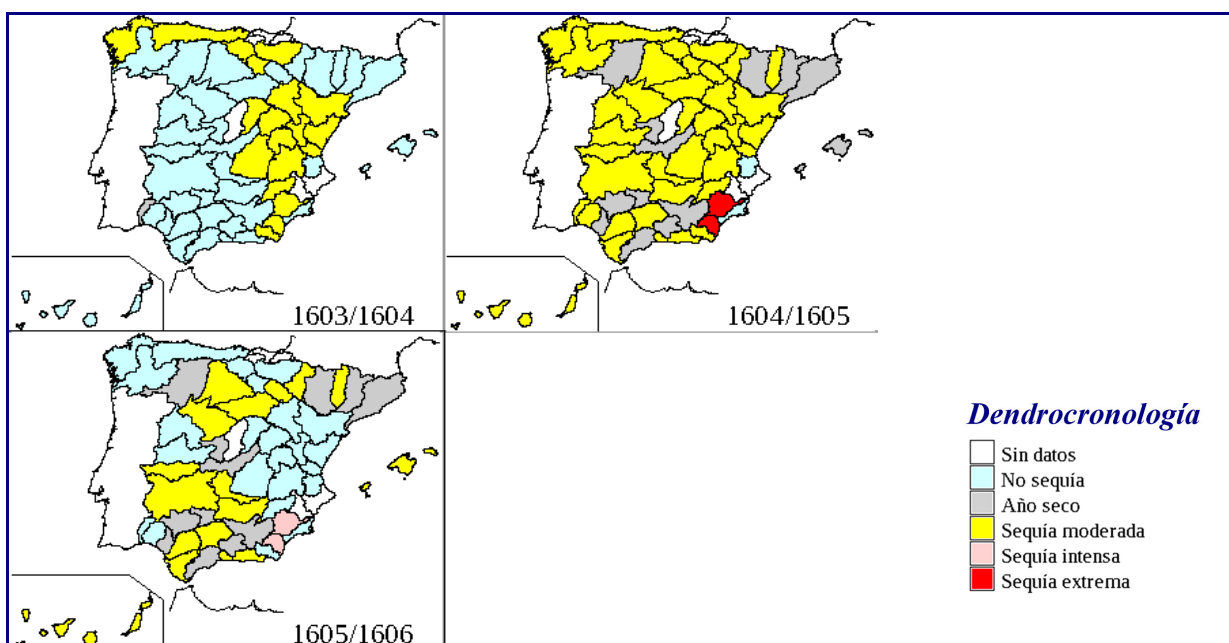 1603/1604
1604/1605
1605/1606
Dendrocronología
Sin datos
No sequía
Año seco
Sequía moderada
Sequía intensa
Sequía extrema